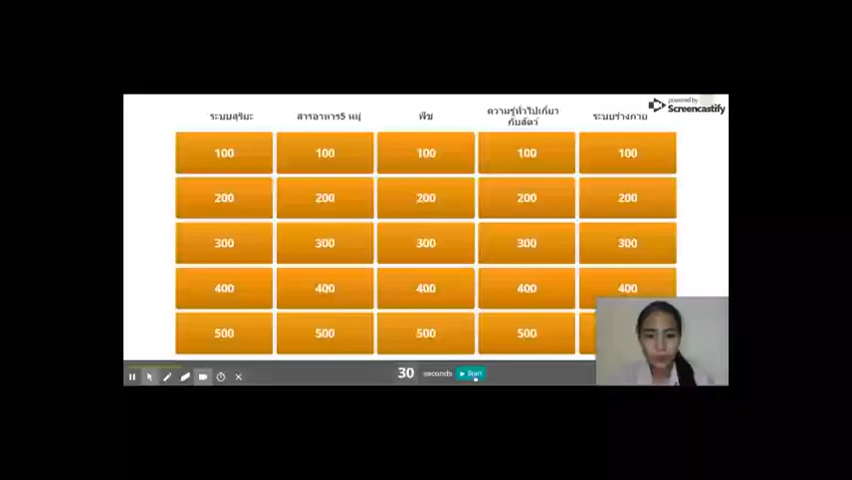 powered by
Screencastify
ระบบสุริยะ
สารอาหาร5 หมู่
พืช
ความรู้ทั่วไปเกี่ยว
กับสัตว์
ระบบร่างกาย
100 100 100 100 100
200 200 200 200 200
300 300 300 300 300
400 400 400 400 400
500 500 500 500
30 seconds Start